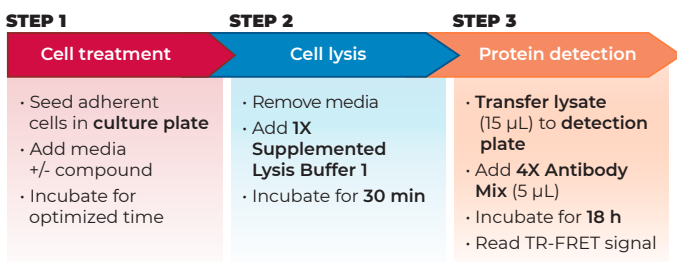 STEP 1
Cell treatment
· Seed adherent
cells in culture plate
· Add media
+/- compound
· Incubate for
optimized time
STEP 2
Cell lysis
· Remove media
· Add 1X
Supplemented
Lysis Buffer 1
· Incubate for 30 min
STEP 3
Protein detection
· Transfer lysate
(15 µL) to detection
plate
· Add 4X Antibody
Mix (5 µL)
· Incubate for 18 h
· Read TR-FRET signal